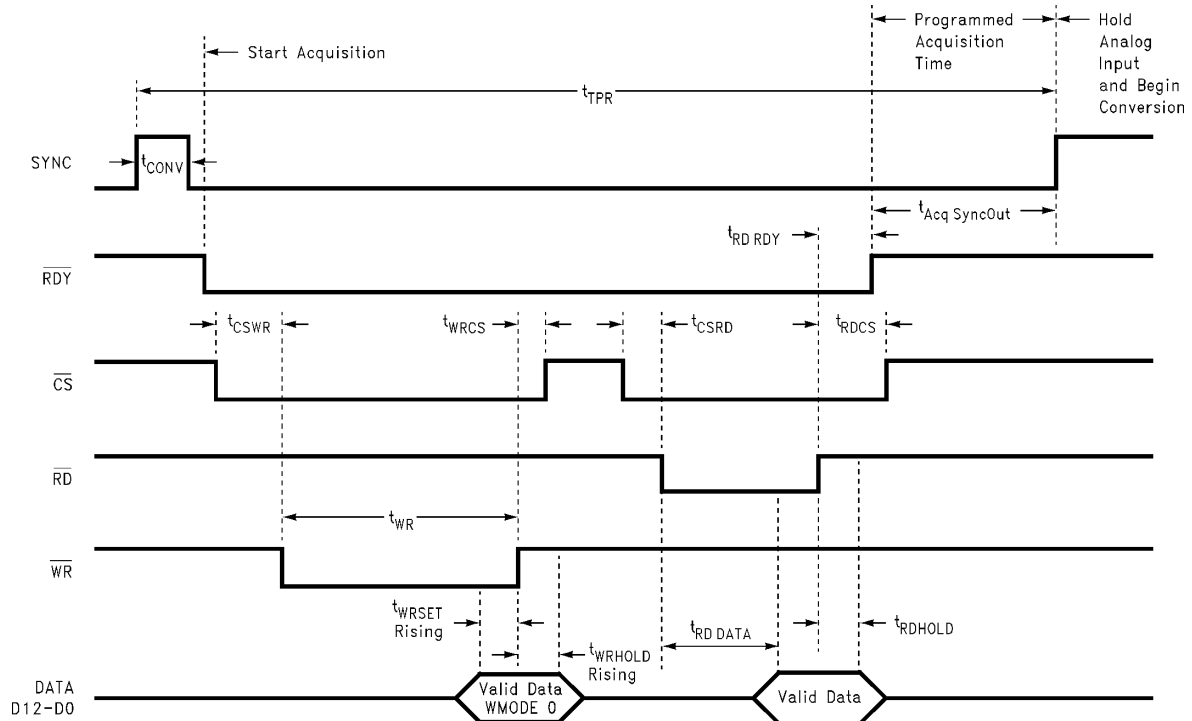 Programmed
Acquisition
Time
Hold
Analog
Input
and Begin
Conversion
Start Acquisition
tTPR
SYNC
tCONV
tAcq SyncOut
tRD RDY
RDY
tCSWR
tWRCS
tCSRD
tRDCS
CS
RD
tWR
WR
tWRSET
Rising
tWRHOLD
Rising
tRD DATA
tRDHOLD
DATA
D12-D0
Valid Data
WMODE 0
Valid Data